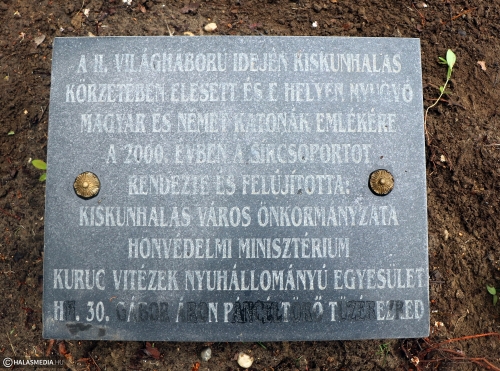 A II. VILÁGHÁBORÚ IDEJÉN KISKUNHALAS
KÖRZETÉBEN ELESETT ÉS E HELYEN NYUGVÓ
MAGYAR ÉS NÉMET KATONÁK EMLÉKÉRE
A 2000. ÉVBEN A SÍRCSOPORTOT
RENDEZTE ÉS FELÚJÍTOTTA:
KISKUNHALAS VÁROS ÖNKORMÁNYZATA
HONVÉDELMI MINISZTÉRIUM
KURUC VITÉZEK NYUHÁLLOMÁNYÚ EGYESÜLET
HM. 30. GÁBOR ÁRON PÁNCÉLTÖRŐ TÜZÉREZRED
©HALASMEDIA.HU